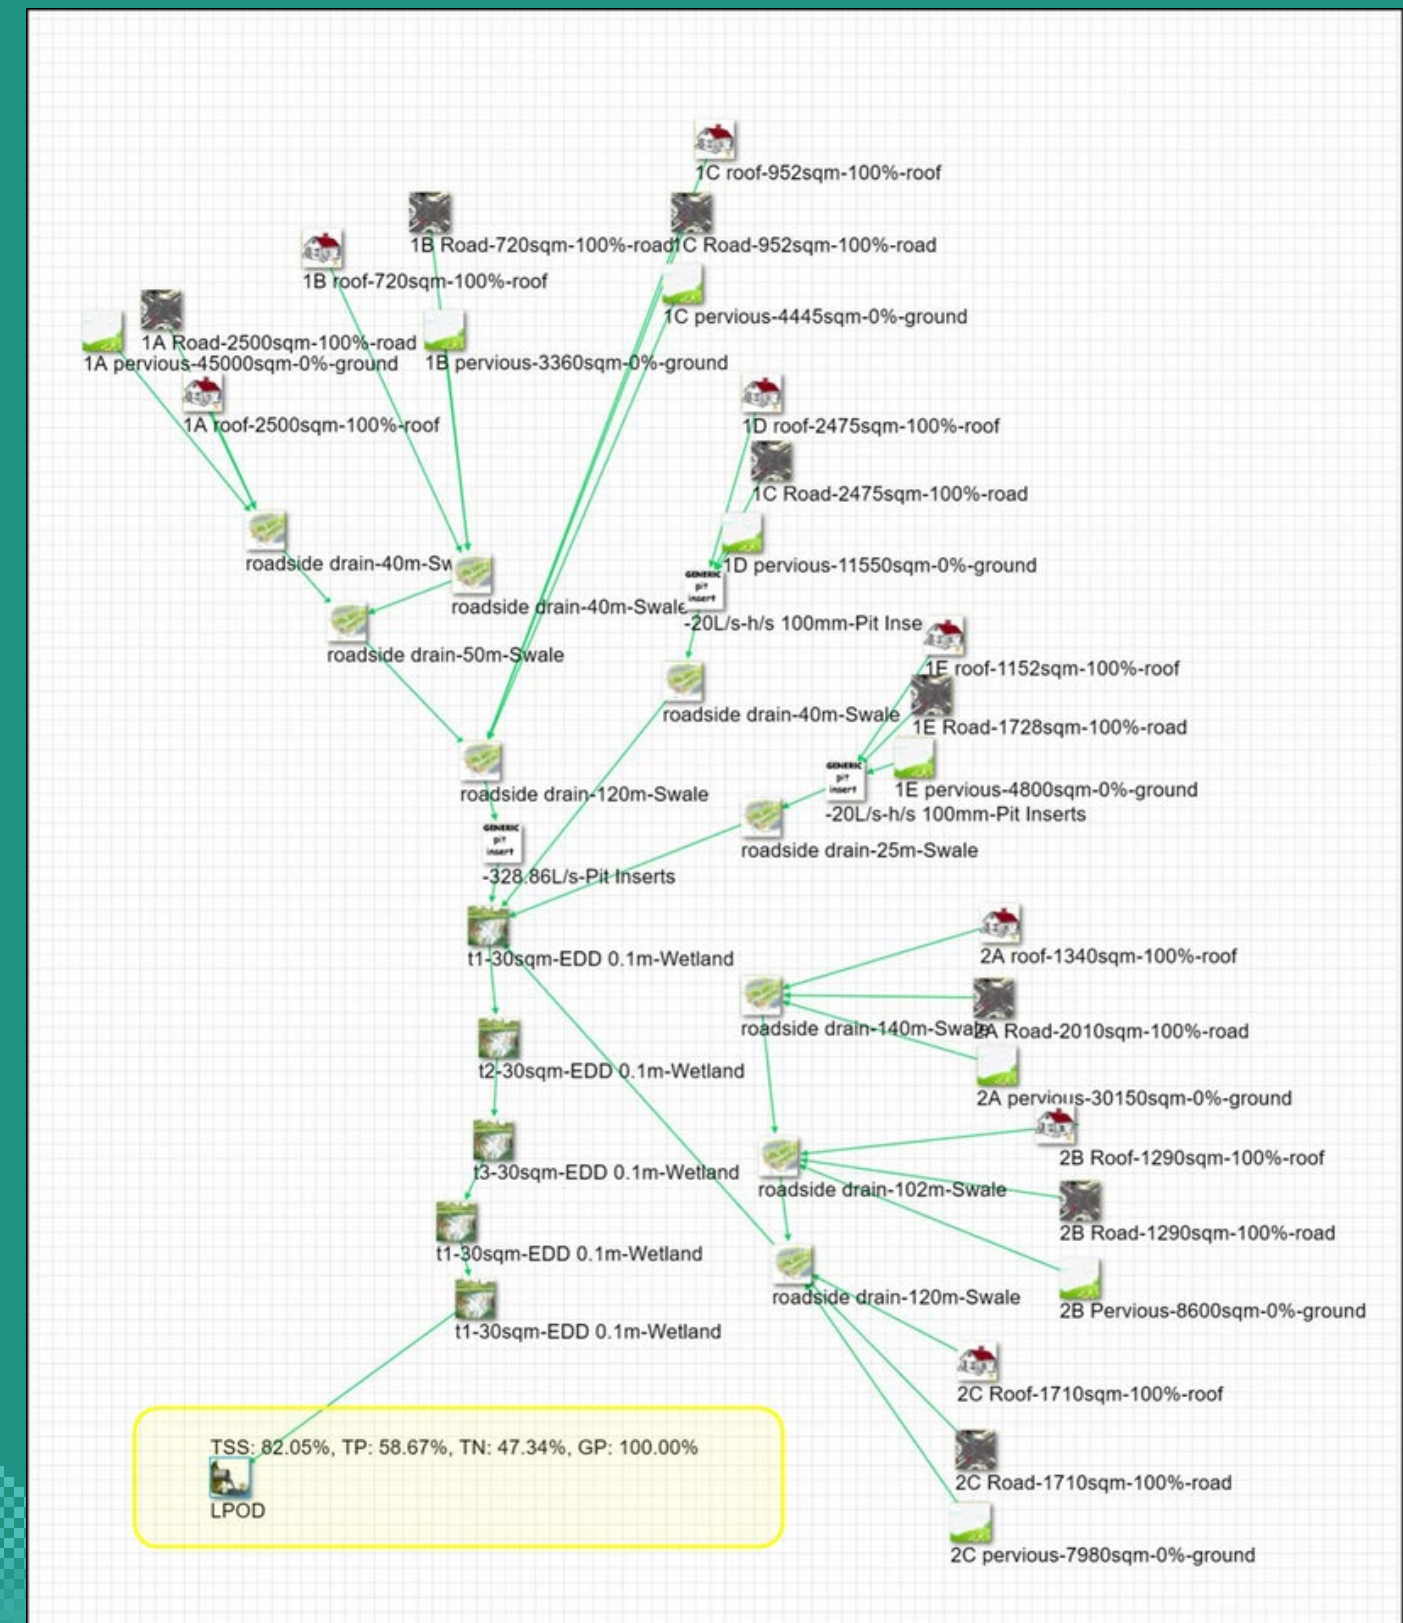 1C roof-952sqm-100%-roof
1B Road-720sqm-100%-road
1C Road-952sqm-100%-road
1B roof-720sqm-100%-roof
1C pervious-4445sqm-0%-ground
1A Road-2500sqm-100%-road
1A pervious-45000sqm-0%-ground
1B pervious-3360sqm-0%-ground
1A roof-2500sqm-100%-roof
1D roof-2475sqm-100%-roof
1C Road-2475sqm-100%-road
roadside drain-40m-Sw
1D pervious-11550sqm-0%-ground
GENERIC
pit
insert
roadside drain-40m-Swale
-20L/s-h/s 100mm-Pit Inse
roadside drain-50m-Swale
1E roof-1152sqm-100%-roof
roadside drain-40m-Swale
1E Road-1728sqm-100%-road
GENERIC
pit
insert
1E pervious-4800sqm-0%-ground
roadside drain-120m-Swale
-20L/s-h/s 100mm-Pit Inserts
GENERIC
pit
insert
roadside drain-25m-Swale
-328.86L/s-Pit Inserts
t1-30sqm-EDD 0.1m-Wetland
2A roof-1340sqm-100%-roof
roadside drain-140m-Swale
2A Road-2010sqm-100%-road
t2-30sqm-EDD 0.1m-Wetland
2A pervious-30150sqm-0%-ground
2B Roof-1290sqm-100%-roof
t3-30sqm-EDD 0.1m-Wetland
roadside drain-102m-Swale
2B Road-1290sqm-100%-road
t1-30sqm-EDD 0.1m-Wetland
roadside drain-120m-Swale
2B Pervious-8600sqm-0%-ground
t1-30sqm-EDD 0.1m-Wetland
2C Roof-1710sqm-100%-roof
TSS: 82.05%, TP: 58.67%, TN: 47.34%, GP: 100.00%
2C Road-1710sqm-100%-road
LPOD
2C pervious-7980sqm-0%-ground